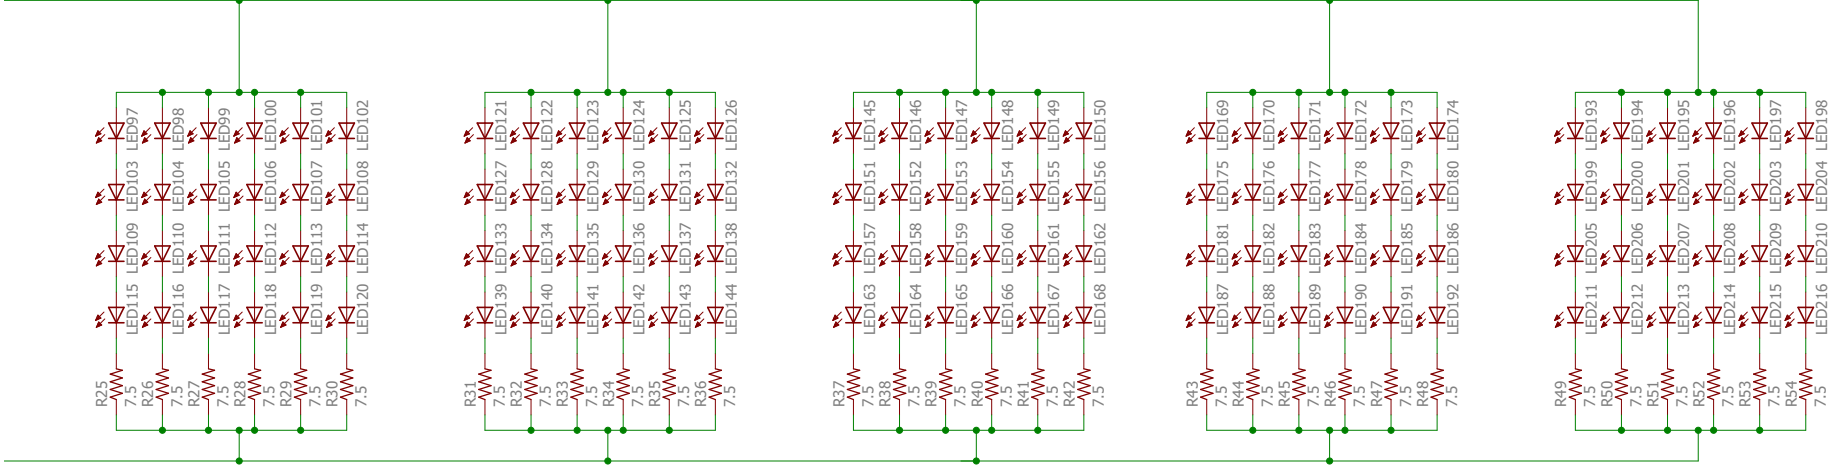 LED97 LED98 LED99 LED100 LED101 LED102 LED121 LED122 LED123 LED124 LED125 LED126 LED145 LED146 LED147 LED148 LED149 LED150 LED169 LED170 LED171 LED172 LED173 LED174 LED193 LED194 LED195 LED196 LED197 LED198
LED103 LED104 LED105 LED106 LED107 LED108 LED127 LED128 LED129 LED130 LED131 LED132 LED151 LED152 LED153 LED154 LED155 LED156 LED175 LED176 LED177 LED178 LED179 LED180 LED199 LED200 LED201 LED202 LED203 LED204
LED109 LED110 LED111 LED112 LED113 LED114 LED133 LED134 LED135 LED136 LED137 LED138 LED157 LED158 LED159 LED160 LED161 LED162 LED181 LED182 LED183 LED184 LED185 LED186 LED205 LED206 LED207 LED208 LED209 LED210
LED115 LED116 LED117 LED118 LED119 LED120 LED139 LED140 LED141 LED142 LED143 LED144 LED163 LED164 LED165 LED166 LED167 LED168 LED187 LED188 LED189 LED190 LED191 LED192 LED211 LED212 LED213 LED214 LED215 LED216
R25 7.5 R26 7.5 R27 7.5 R28 7.5 R29 7.5 R30 7.5 R31 7.5 R32 7.5 R33 7.5 R34 7.5 R35 7.5 R36 7.5 R37 7.5 R38 7.5 R39 7.5 R40 7.5 R41 7.5 R42 7.5 R43 7.5 R44 7.5 R45 7.5 R46 7.5 R47 7.5 R48 7.5 R49 7.5 R50 7.5 R51 7.5 R52 7.5 R53 7.5 R54 7.5